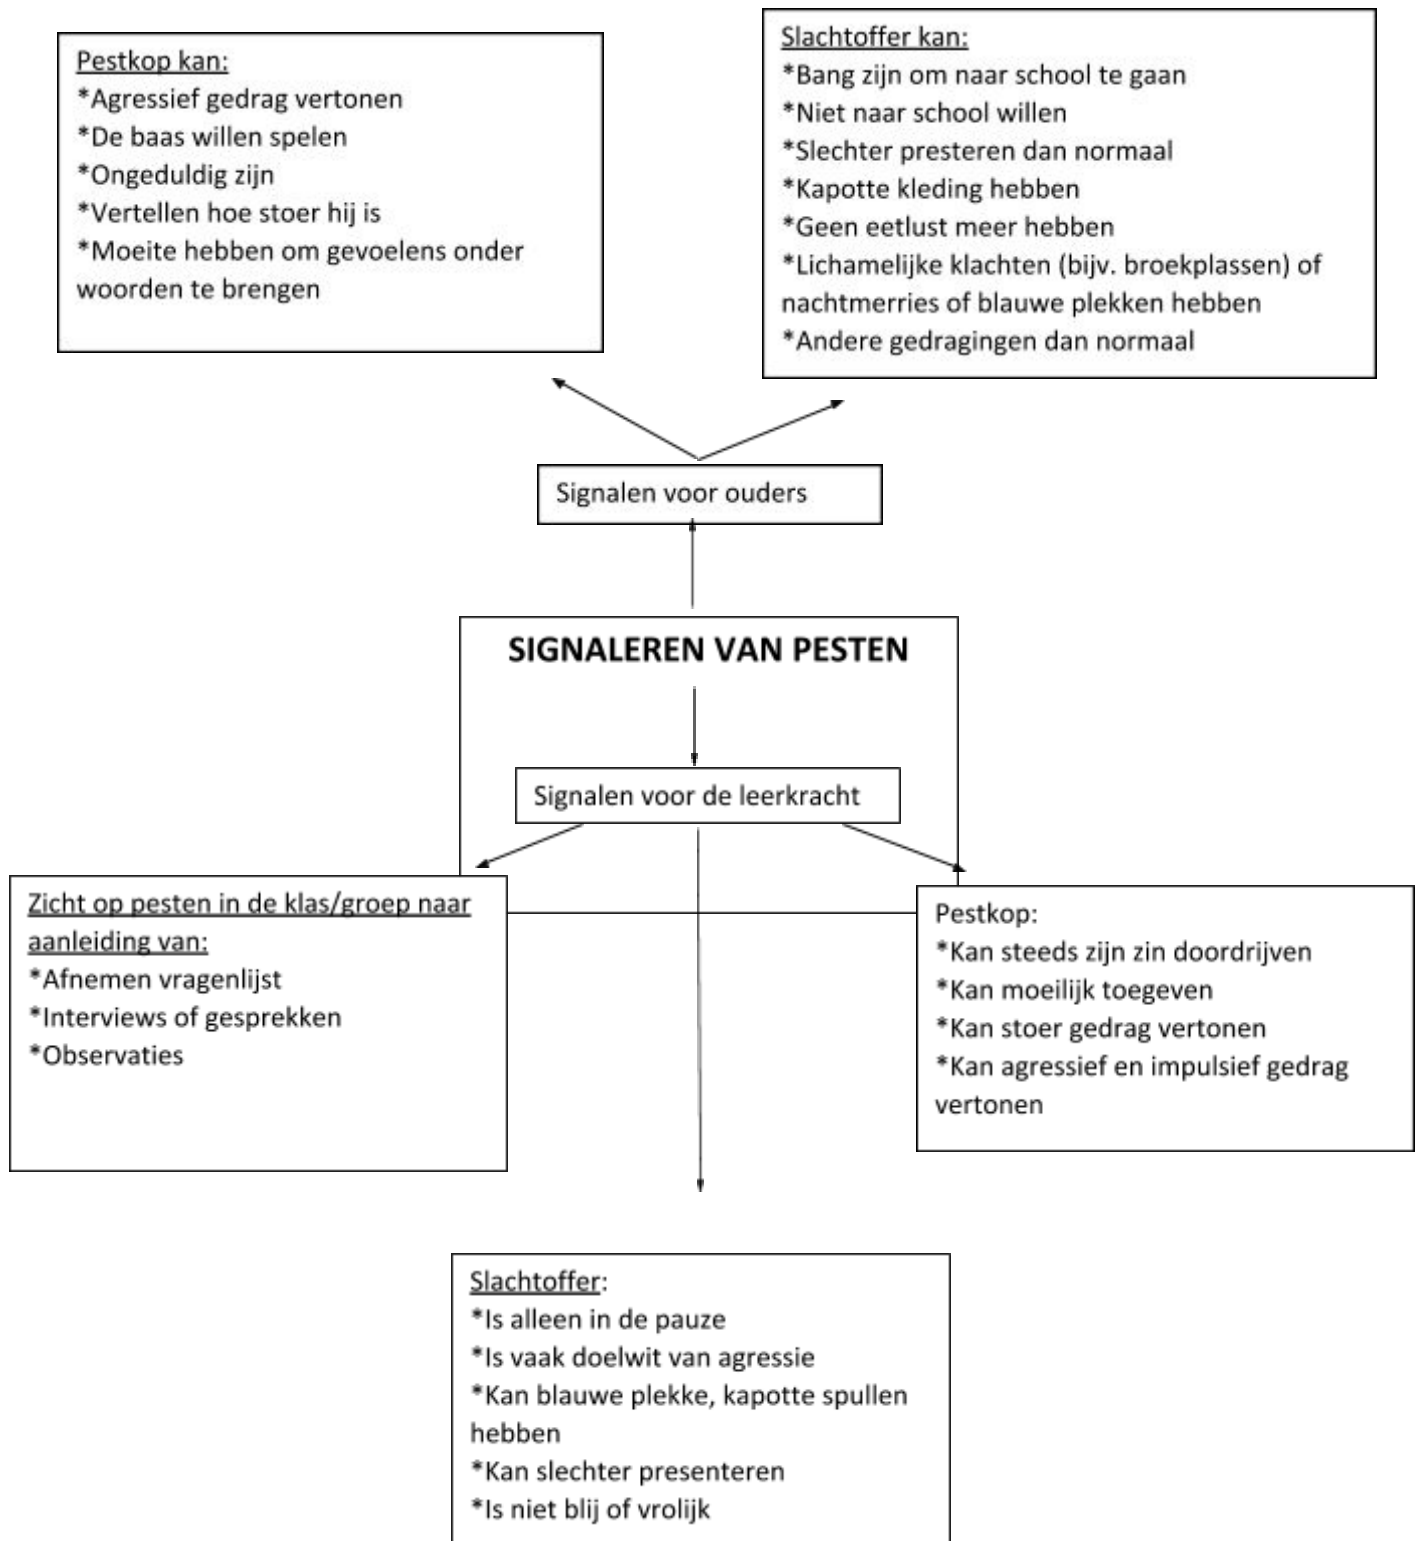 Pestkop kan:
*Agressief gedrag vertonen
*De baas willen spelen
*Ongeduldig zijn
*Vertellen hoe stoer hij is
*Moeite hebben om gevoelens onder
woorden te brengen
Slachtoffer kan:
*Bang zijn om naar school te gaan
*Niet naar school willen
*Slechter presteren dan normaal
*Kapotte kleding hebben
*Geen eetlust meer hebben
*Lichamelijke klachten (bijv. broekplassen) of
nachtmerries of blauwe plekken hebben
*Andere gedragingen dan normaal
Signalen voor ouders
SIGNALEREN VAN PESTEN
Signalen voor de leerkracht
Zicht op pesten in de klas/groep naar
aanleiding van:
*Afnemen vragenlijst
*Interviews of gesprekken
*Observaties
Pestkop:
*Kan steeds zijn zin doordrijven
*Kan moeilijk toegeven
*Kan stoer gedrag vertonen
*Kan agressief en impulsief gedrag
vertonen
Slachtoffer:
*Is alleen in de pauze
*Is vaak doelwit van agressie
*Kan blauwe plekke, kapotte spullen
hebben
*Kan slechter presenteren
*Is niet blij of vrolijk